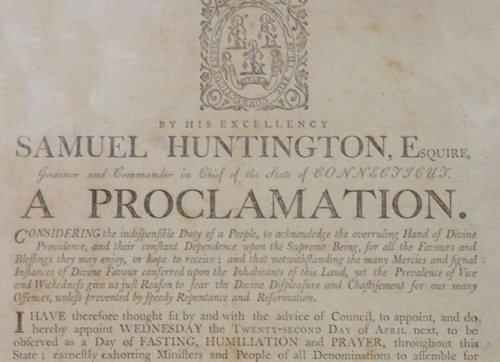 BY HIS EXCELLENCY
SAMUEL HUNTINGTON, ESQUIRE,
Governor and Commander in Chief of the State of CONNECTICUT.
A PROCLAMATION.
CONSIDERING the indispensible Duty of a People, to acknowledge the overruling Hand of Divine
Providence, and their constant Dependence upon the Supreme Being, for all the Favours and
Blessings they may enjoy, or hope to receive; and that notwithstanding the many Mercies and signal
Instances of Divine Favour conferred upon the Inhabitants of this Land, yet the Prevalence of Vice
and Wickedness give us just Reason to fear the Divine Displeasure and Chastisement for our many
Offences, unless prevented by speedy Repentance and Reformation.
I HAVE therefore thought fit by and with the advice of Council, to appoint, and do
hereby appoint WEDNESDAY the TWENTY-SECOND DAY of APRIL next, to be
observed as a Day of FASTING, HUMILIATION and PRAYER, throughout this
State; earnestly exhorting Ministers and People of all Denominations to assemble for